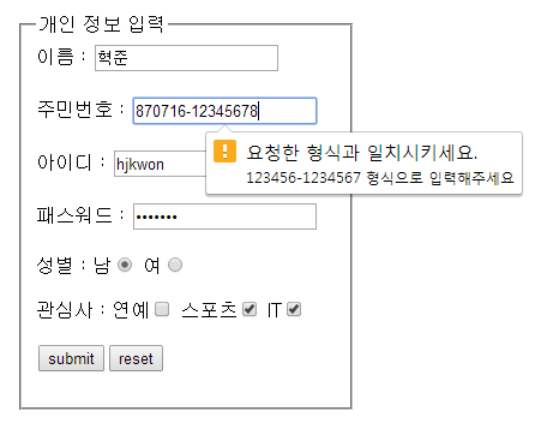 개인 정보 입력
이름 : 혁준
주민번호 : 870716-12345678
요청한 형식과 일치시키세요.
123456-1234567 형식으로 입력해주세요
아이디 : hjkwon
패스워드 : •••••••
성별 : 남 여
관심사 : 연예 스포츠 IT
submit reset